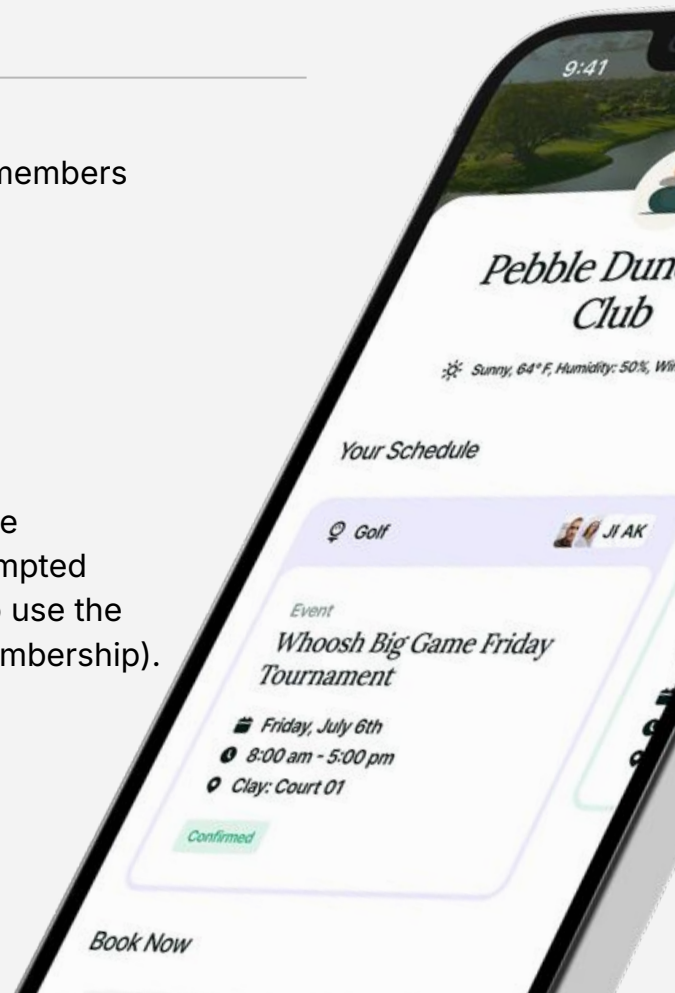 members
e
mpted
use the
mbership).
9:41
Pebble
Club
Sunny, 64° F, Humidity: 50%,
Your Schedule
Golf
JI AK
Event
Whoosh Big Game Friday
Tournament
Friday, July 6th
8:00 am - 5:00 pm
Clay: Court 01
Confirmed
Book Now